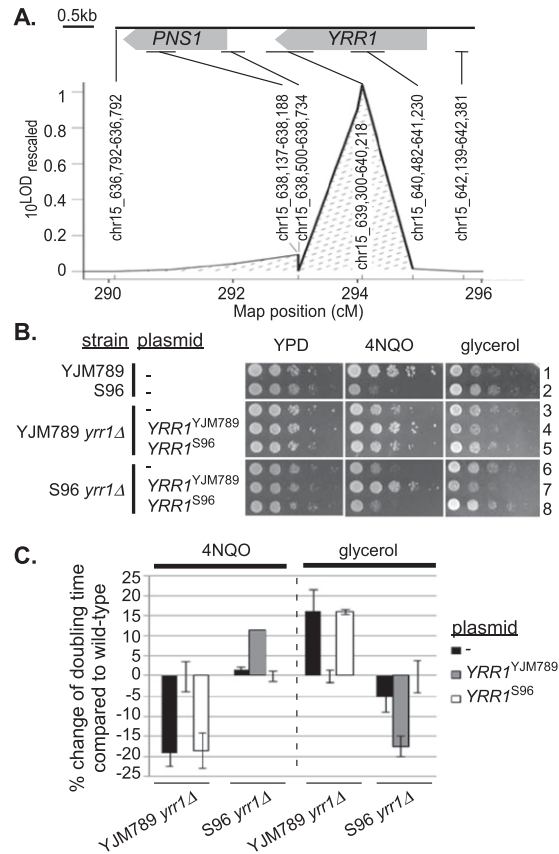 A.
0.5kb
PNS1
YRR1
10LOD rescaled
1
0.8
0.6
0.4
0.2
0
chr15_636,792-636,792
chr15_638,137-638,188
chr15_638,500-638,734
chr15_639,300-640,218
chr15_640,482-641,230
chr15_642,139-642,381
290
292
294
296
Map position (cM)
B.
strain plasmid
YPD
4NQO
glycerol
YJM789 - 1
S96 - 2
- 3
YJM789 yrr1Δ YRR1YJM789 4
YRR1S96 5
- 6
S96 yrr1Δ YRR1YJM789 7
YRR1S96 8
C.
4NQO
glycerol
% change of doubling time
compared to wild-type
25
20
15
10
5
0
-5
-10
-15
-20
-25
YJM789 yrr1Δ
S96 yrr1Δ
YJM789 yrr1Δ
S96 yrr1Δ
plasmid
-
YRR1YJM789
YRR1S96